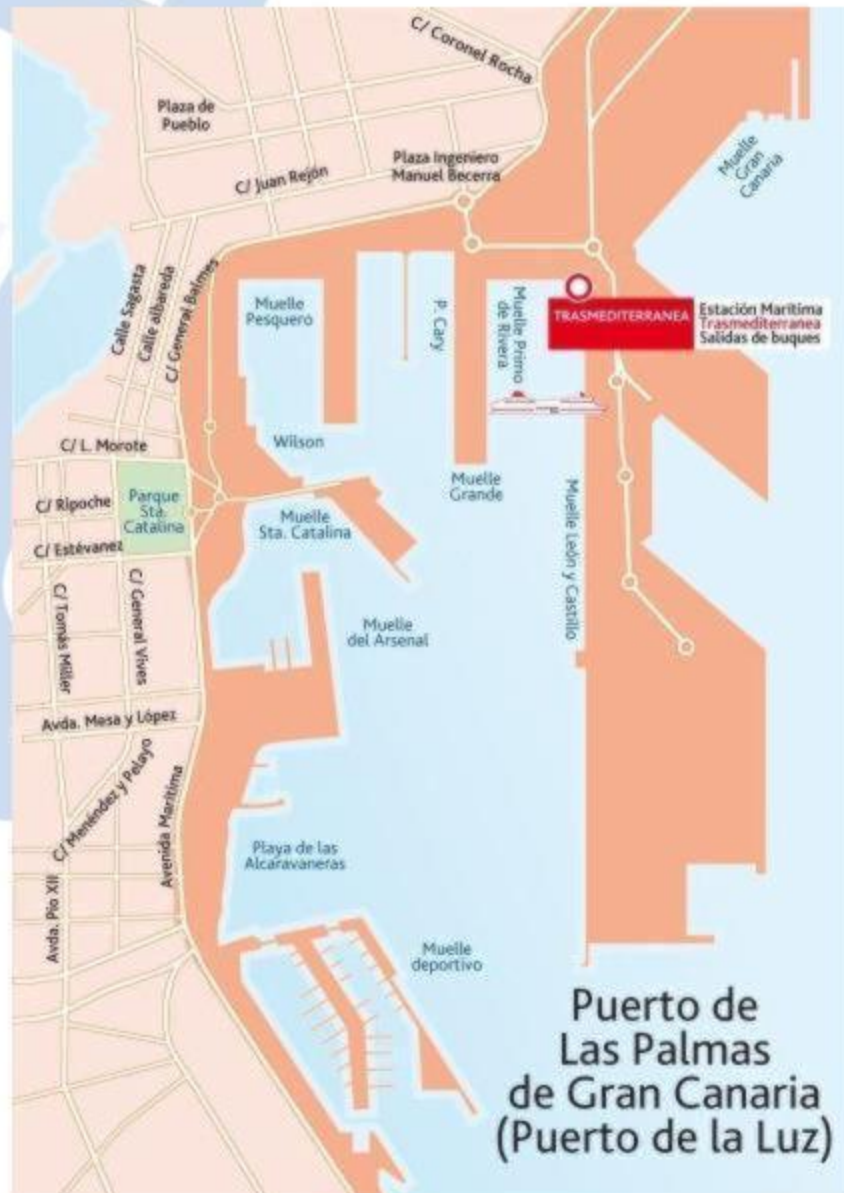 C/ Coronel Rocha
Plaza de
Pueblo
Plaza Ingeniero
Manuel Becerra
C/ Juan Rejón
Muelle
Gran
Canaria
Calle Sagasta
Calle albareda
C/ General Balmes
Muelle
Pesquero
P. Cary
Muelle Primo
de Rivera
TRASMEDITERRANEA
Estación Marítima
Trasmediterranea
Salidas de buques
C/ L. Morote
Wilson
C/ Ripoche
Parque
Sta.
Catalina
Muelle
Grande
Muelle
Sta. Catalina
C/ Estévanez
Muelle León y Castillo
C/ Tomás Miller
C/ General Vives
Muelle
del Arsenal
Avda. Mesa y López
C/ Menéndez y Pelayo
Avenida Marítima
Playa de las
Alcaravaneras
Avda. Pio XII
Muelle
deportivo
Puerto de
Las Palmas
de Gran Canaria
(Puerto de la Luz)